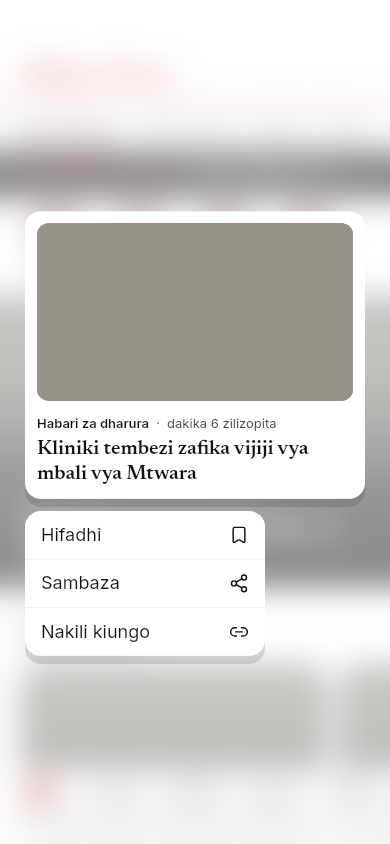 Habari za dharura · dakika 6 zilizopita
Kliniki tembezi zafika vijiji vya
mbali vya Mtwara
Hifadhi
Sambaza
Nakili kiungo